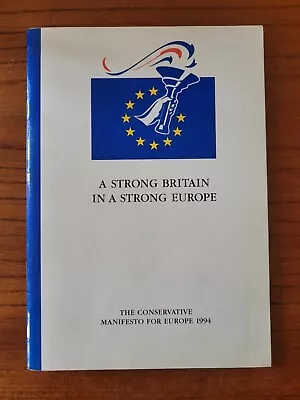 A STRONG BRITAIN
IN A STRONG EUROPE
THE CONSERVATIVE
MANIFESTO FOR EUROPE 1994